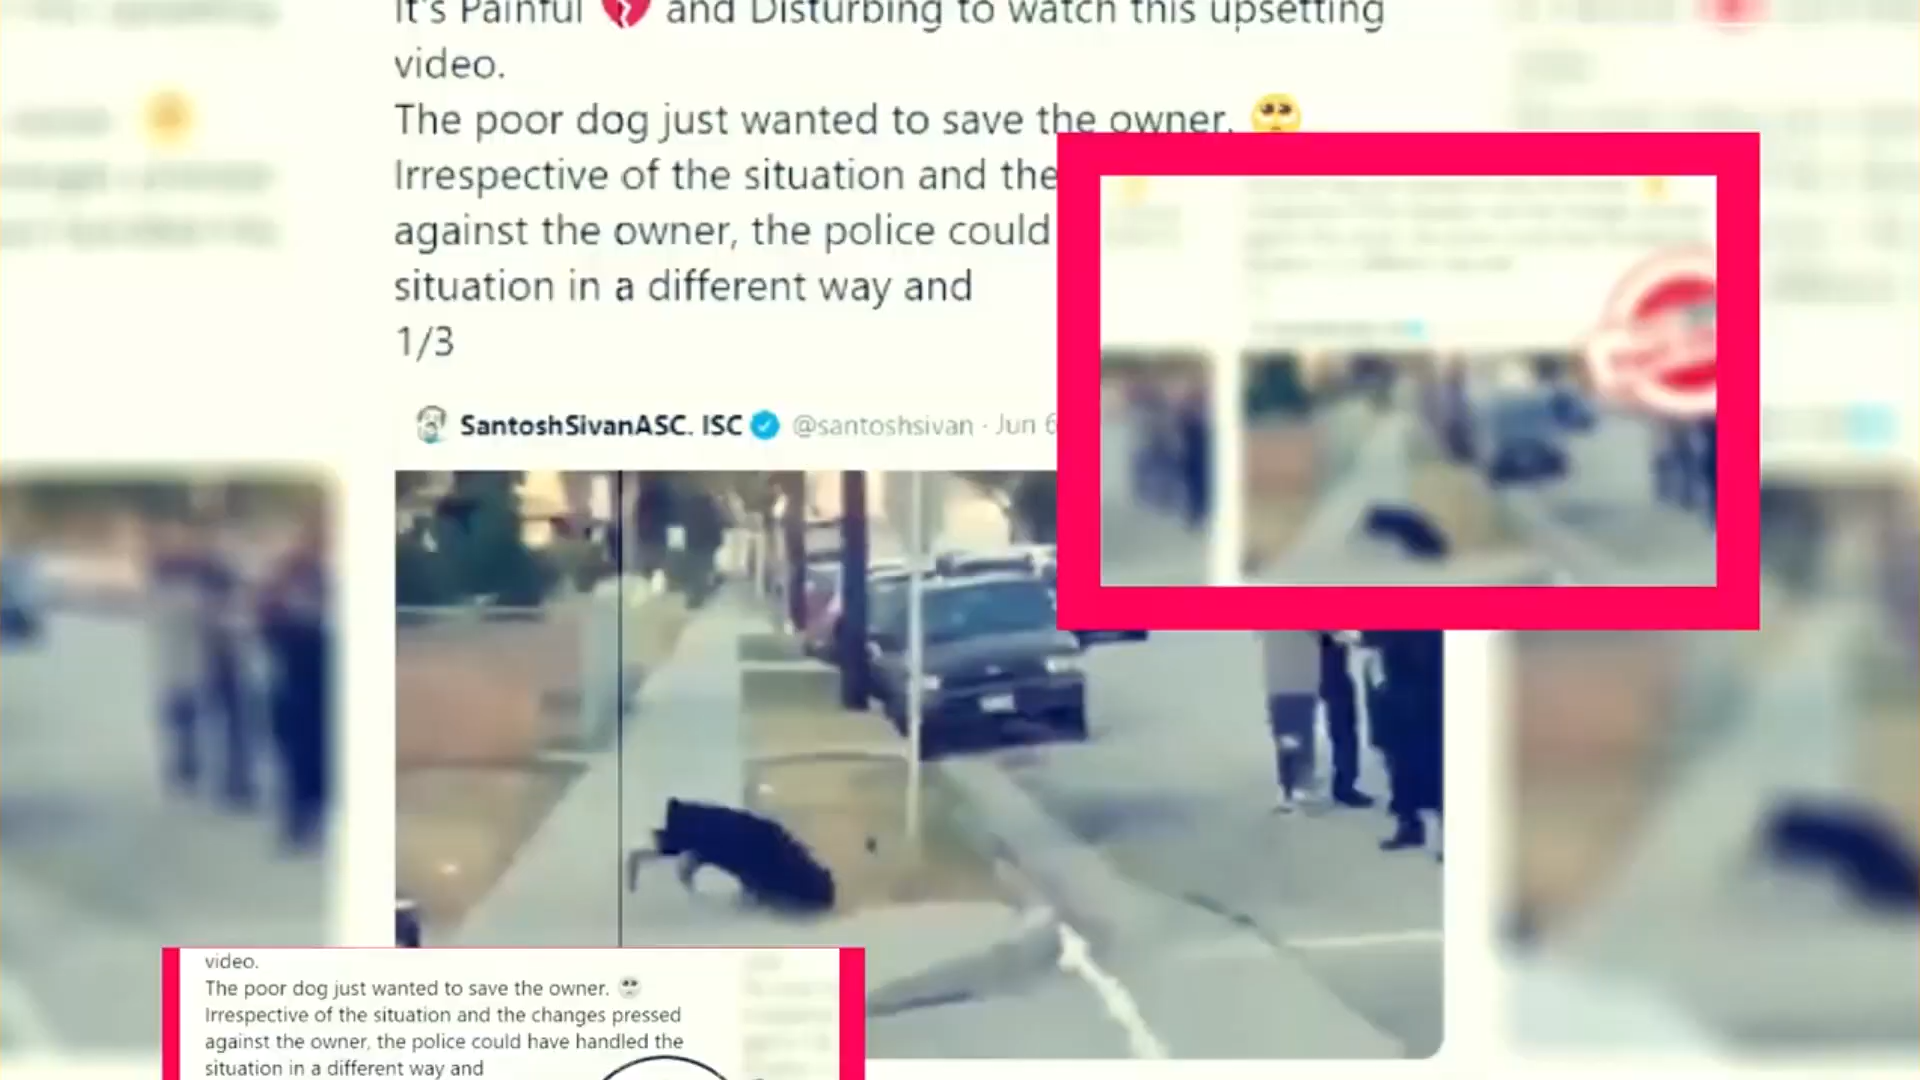 It's Painful 💔 and Disturbing to watch this upsetting
video.
The poor dog just wanted to save the owner. 🥺
Irrespective of the situation and the
against the owner, the police could
situation in a different way and
1/3
SantoshSivanASC. ISC @santoshsivan · Jun 6
video.
The poor dog just wanted to save the owner. 🥺
Irrespective of the situation and the changes pressed
against the owner, the police could have handled the
situation in a different way and